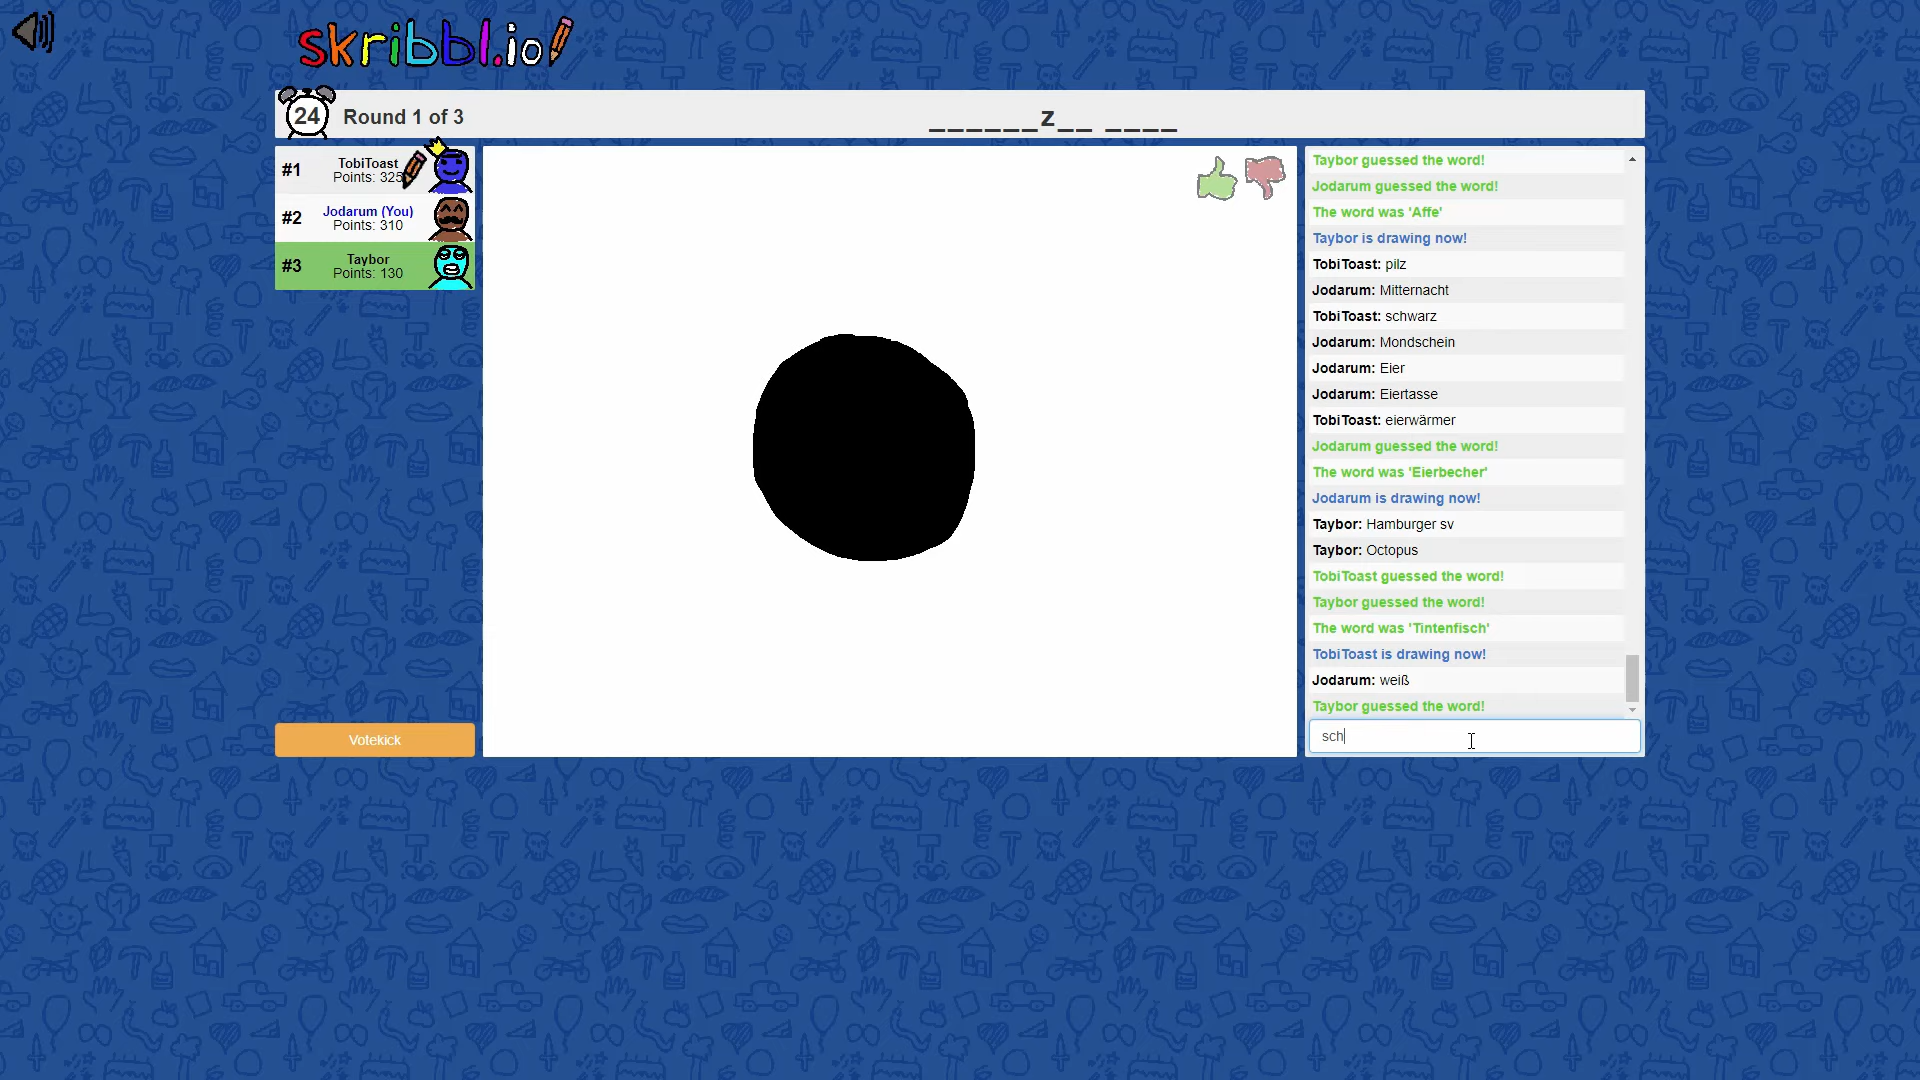 skribbl.io
24
Round 1 of 3
______z__ ____
#1
TobiToast
Points: 325
#2
Jodarum (You)
Points: 310
#3
Taybor
Points: 130
Votekick
Taybor guessed the word!
Jodarum guessed the word!
The word was 'Affe'
Taybor is drawing now!
TobiToast: pilz
Jodarum: Mitternacht
TobiToast: schwarz
Jodarum: Mondschein
Jodarum: Eier
Jodarum: Eiertasse
TobiToast: eierwärmer
Jodarum guessed the word!
The word was 'Eierbecher'
Jodarum is drawing now!
Taybor: Hamburger sv
Taybor: Octopus
TobiToast guessed the word!
Taybor guessed the word!
The word was 'Tintenfisch'
TobiToast is drawing now!
Jodarum: weiß
Taybor guessed the word!
sch